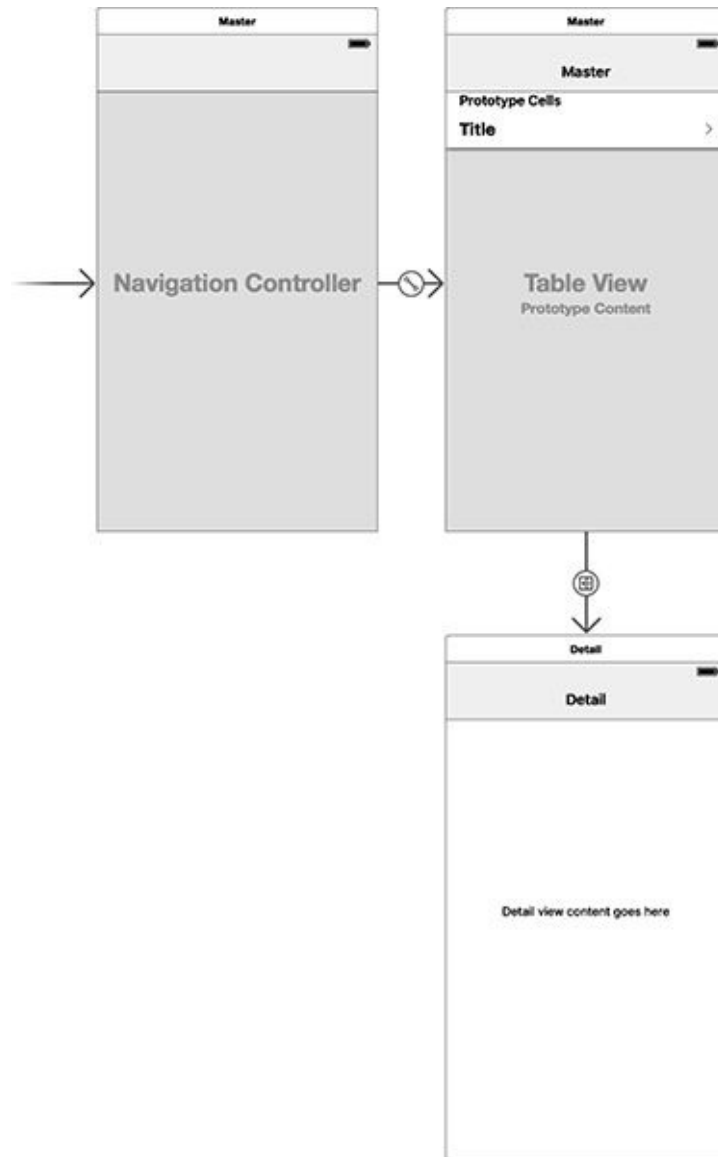 Master
Navigation Controller
Master
Master
Prototype Cells
Title
Table View
Prototype Content
Detail
Detail
Detail view content goes here